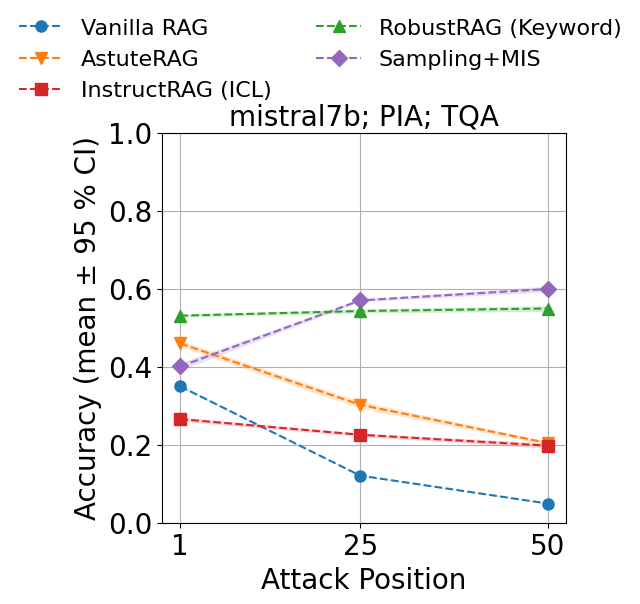 Vanilla RAG
AstuteRAG
InstructRAG (ICL)
RobustRAG (Keyword)
Sampling+MIS
mistral7b; PIA; TQA
Accuracy (mean ± 95 % CI)
1.0
0.8
0.6
0.4
0.2
0.0
1 25 50
Attack Position